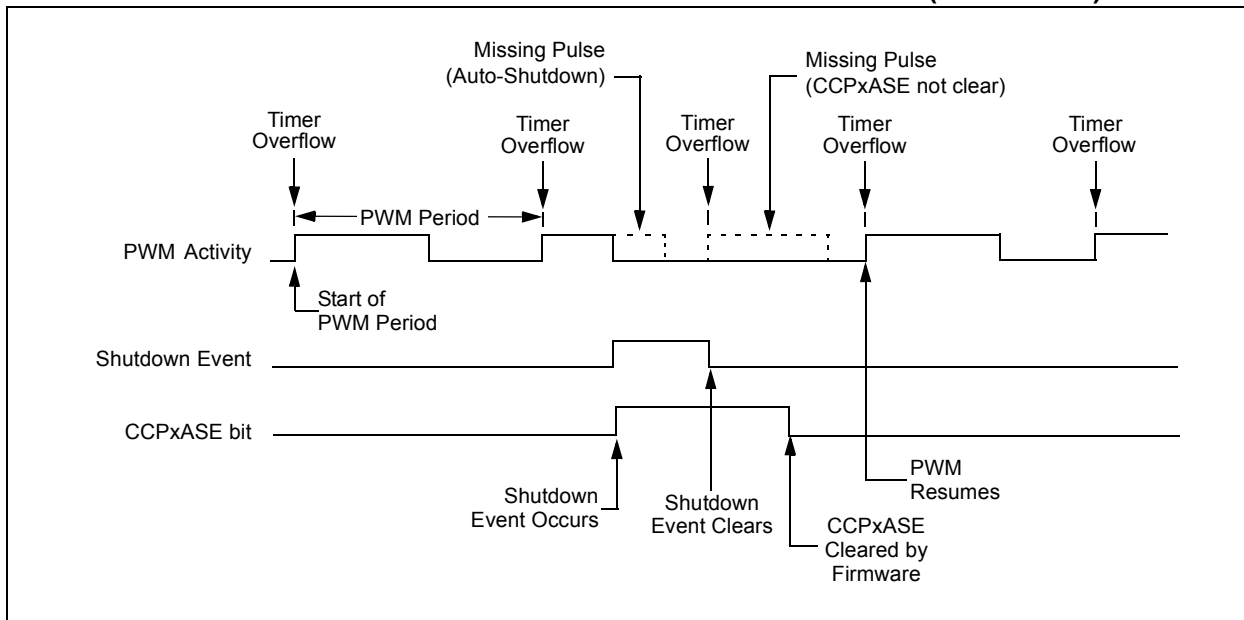 Missing Pulse
(Auto-Shutdown)
Missing Pulse
(CCPxASE not clear)
Timer
Overflow
Timer
Overflow
Timer
Overflow
Timer
Overflow
Timer
Overflow
PWM Period
PWM Activity
Start of
PWM Period
Shutdown Event
CCPxASE bit
Shutdown
Event Occurs
Shutdown
Event Clears
PWM
Resumes
CCPxASE
Cleared by
Firmware